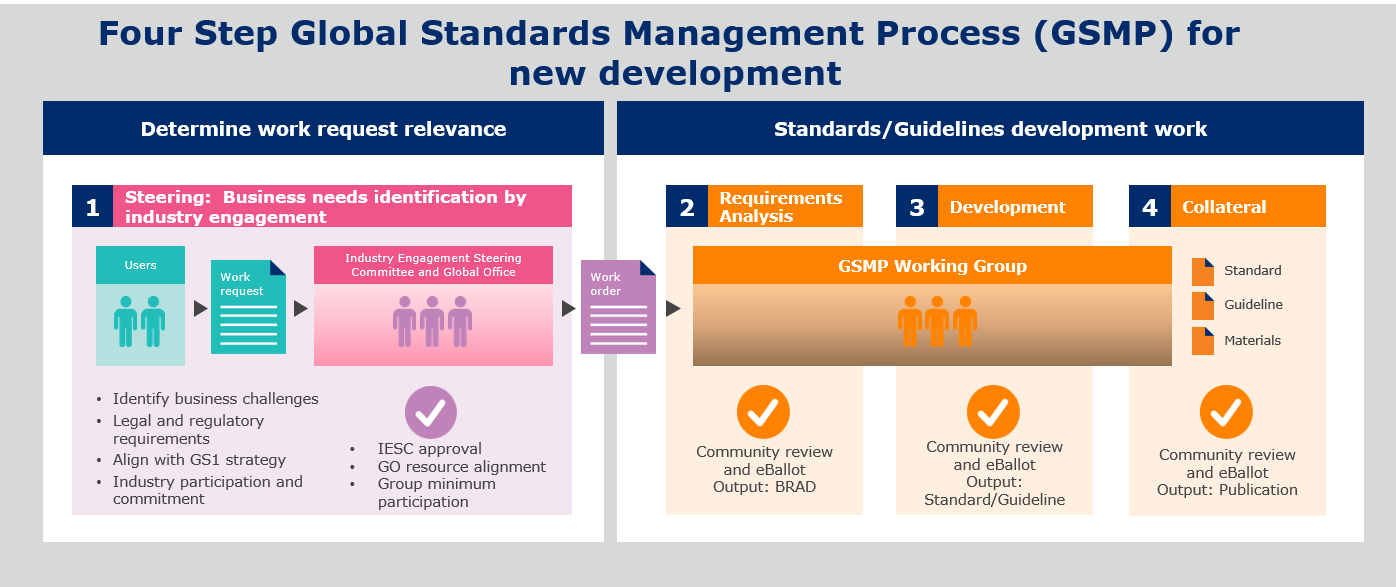 Four Step Global Standards Management Process (GSMP) for
new development
Determine work request relevance
Standards/Guidelines development work
1
Steering:  Business needs identification by
industry engagement
Users
Work
request
Industry Engagement Steering
Committee and Global Office
Work
order
• Identify business challenges
• Legal and regulatory
requirements
• Align with GS1 strategy
• Industry participation and
commitment
• IESC approval
• GO resource alignment
• Group minimum
participation
2
Requirements
Analysis
3
Development
4
Collateral
GSMP Working Group
Standard
Guideline
Materials
Community review
and eBallot
Output: BRAD
Community review
and eBallot
Output:
Standard/Guideline
Community review
and eBallot
Output: Publication